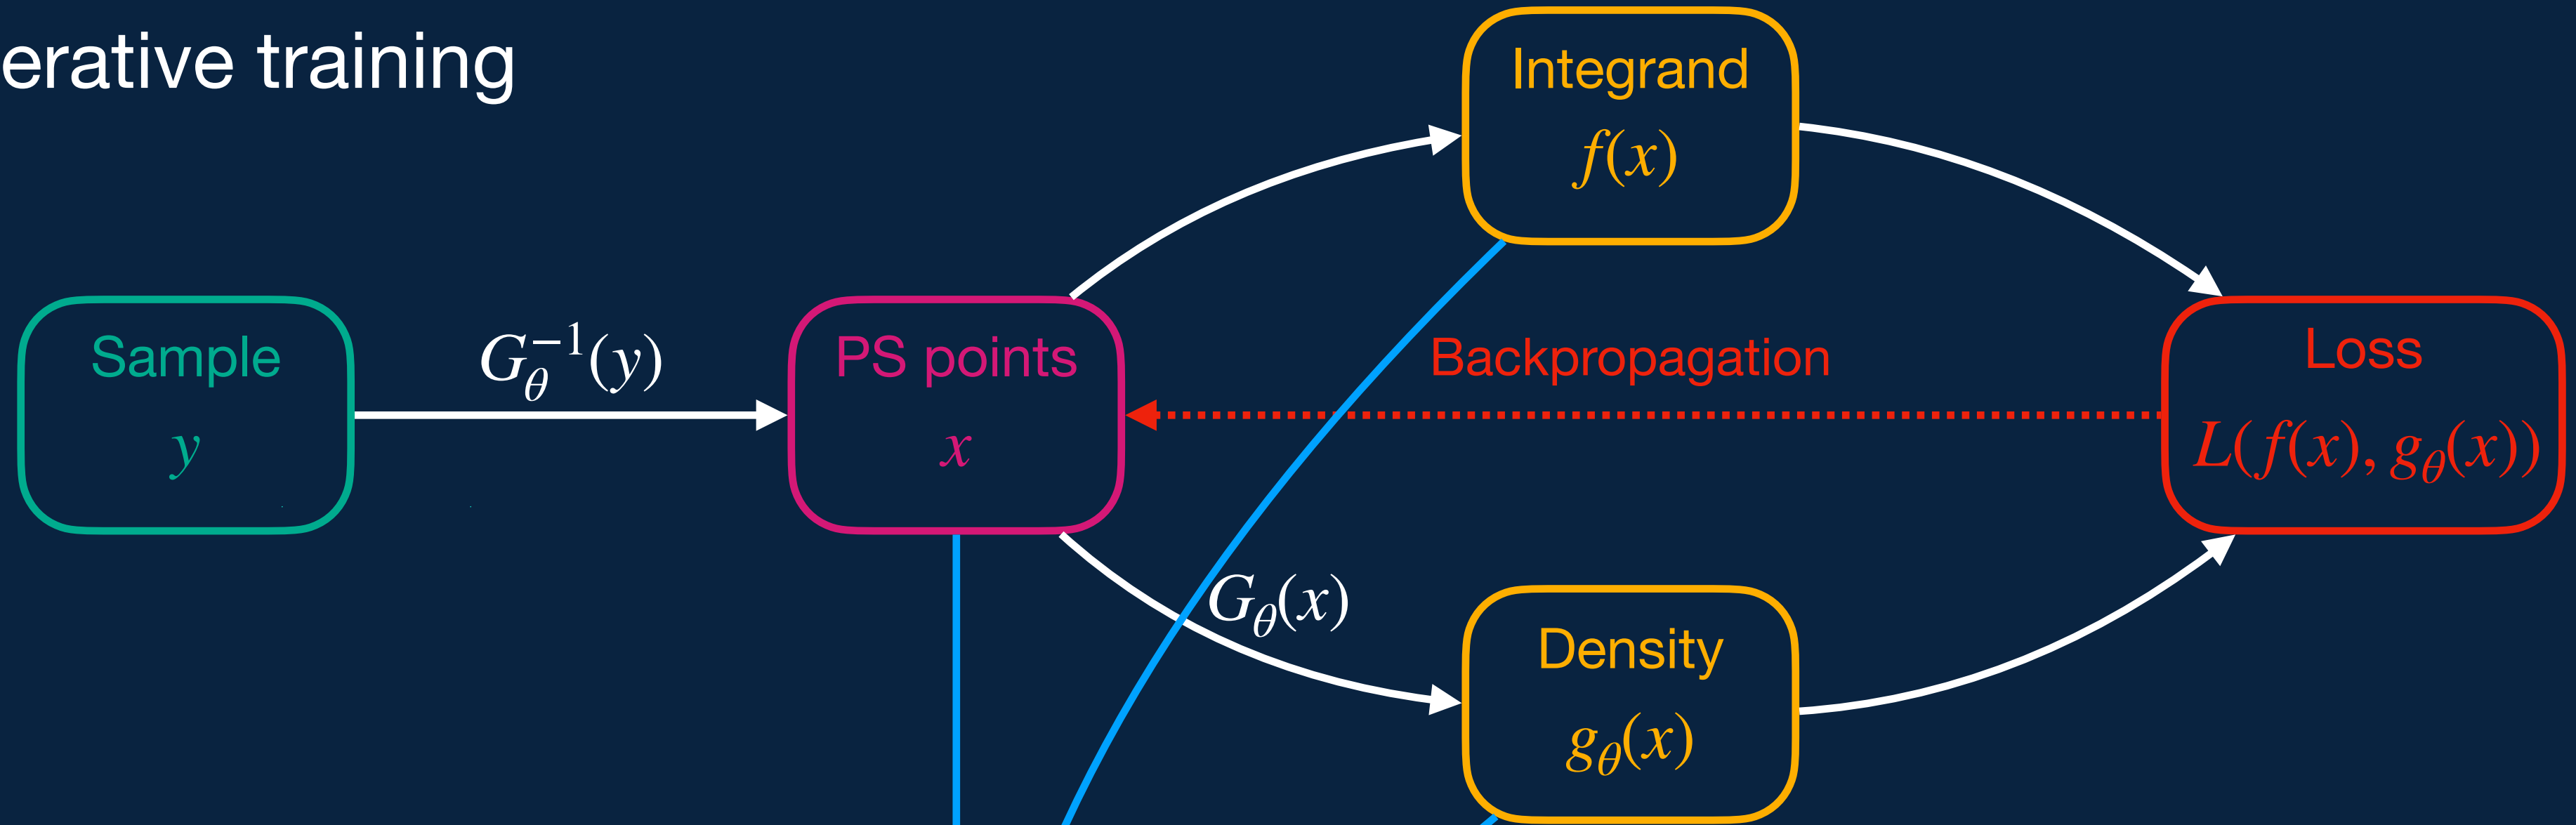 erative training
Integrand
f(x)
Sample
y
G_θ^{-1}(y)
PS points
x
Backpropagation
Loss
L(f(x), g_θ(x))
G_θ(x)
Density
g_θ(x)